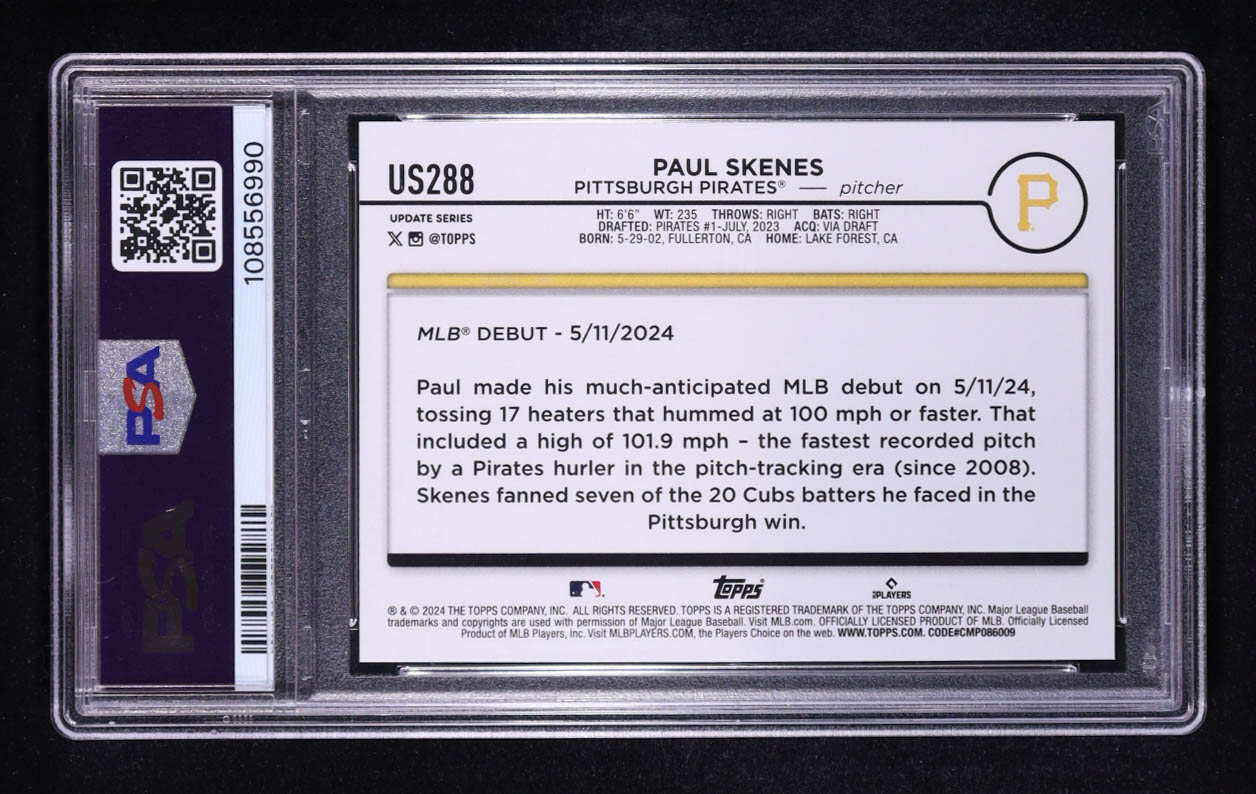 108556990
PSA
PSA
US288
PAUL SKENES
PITTSBURGH PIRATES® — pitcher
P
UPDATE SERIES
@TOPPS
HT: 6'6" WT: 235 THROWS: RIGHT BATS: RIGHT
DRAFTED: PIRATES #1-JULY, 2023 ACQ: VIA DRAFT
BORN: 5-29-02, FULLERTON, CA HOME: LAKE FOREST, CA
MLB® DEBUT - 5/11/2024
Paul made his much-anticipated MLB debut on 5/11/24,
tossing 17 heaters that hummed at 100 mph or faster. That
included a high of 101.9 mph – the fastest recorded pitch
by a Pirates hurler in the pitch-tracking era (since 2008).
Skenes fanned seven of the 20 Cubs batters he faced in the
Pittsburgh win.
Topps
PLAYERS
® & © 2024 THE TOPPS COMPANY, INC. ALL RIGHTS RESERVED. TOPPS IS A REGISTERED TRADEMARK OF THE TOPPS COMPANY, INC. Major League Baseball
trademarks and copyrights are used with permission of Major League Baseball. Visit MLB.com. OFFICIALLY LICENSED PRODUCT OF MLB. Officially Licensed
Product of MLB Players, Inc. Visit MLBPLAYERS.COM, the Players Choice on the web. WWW.TOPPS.COM. CODE#CMP086009